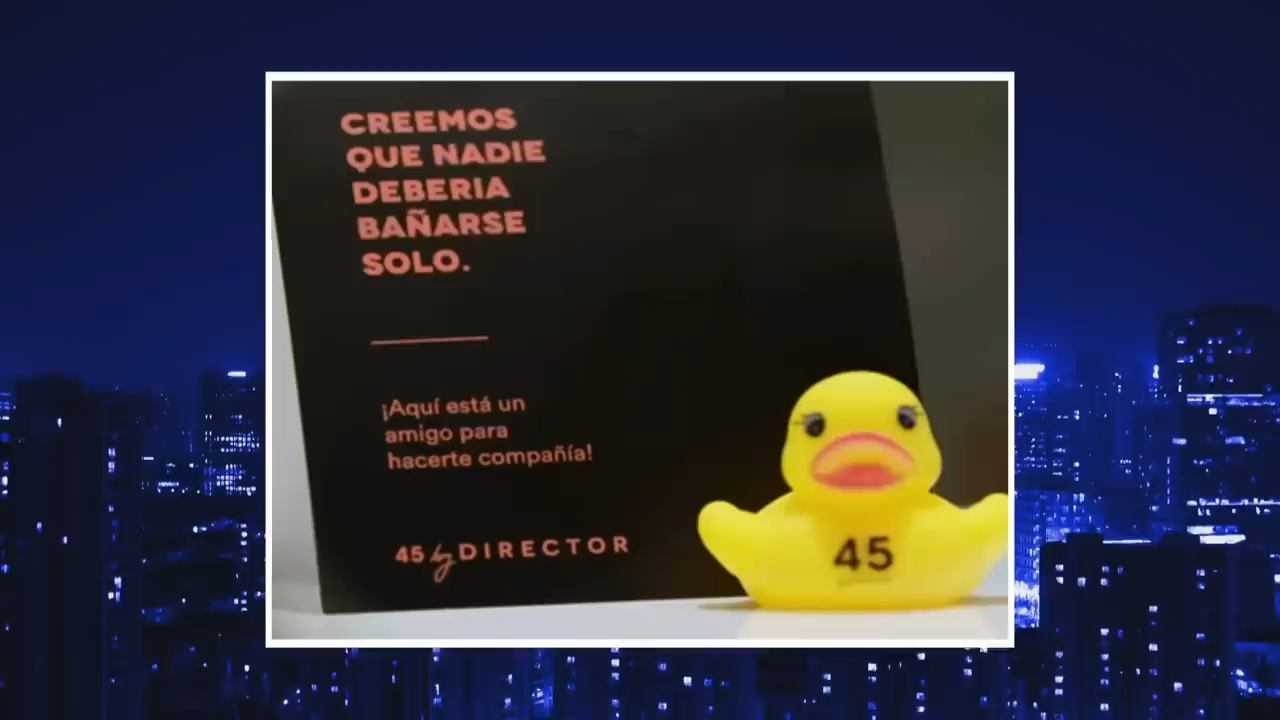 CREEMOS
QUE NADIE
DEBERIA
BAÑARSE
SOLO.
¡Aquí está un
amigo para
hacerte compañía!
45 by DIRECTOR
45